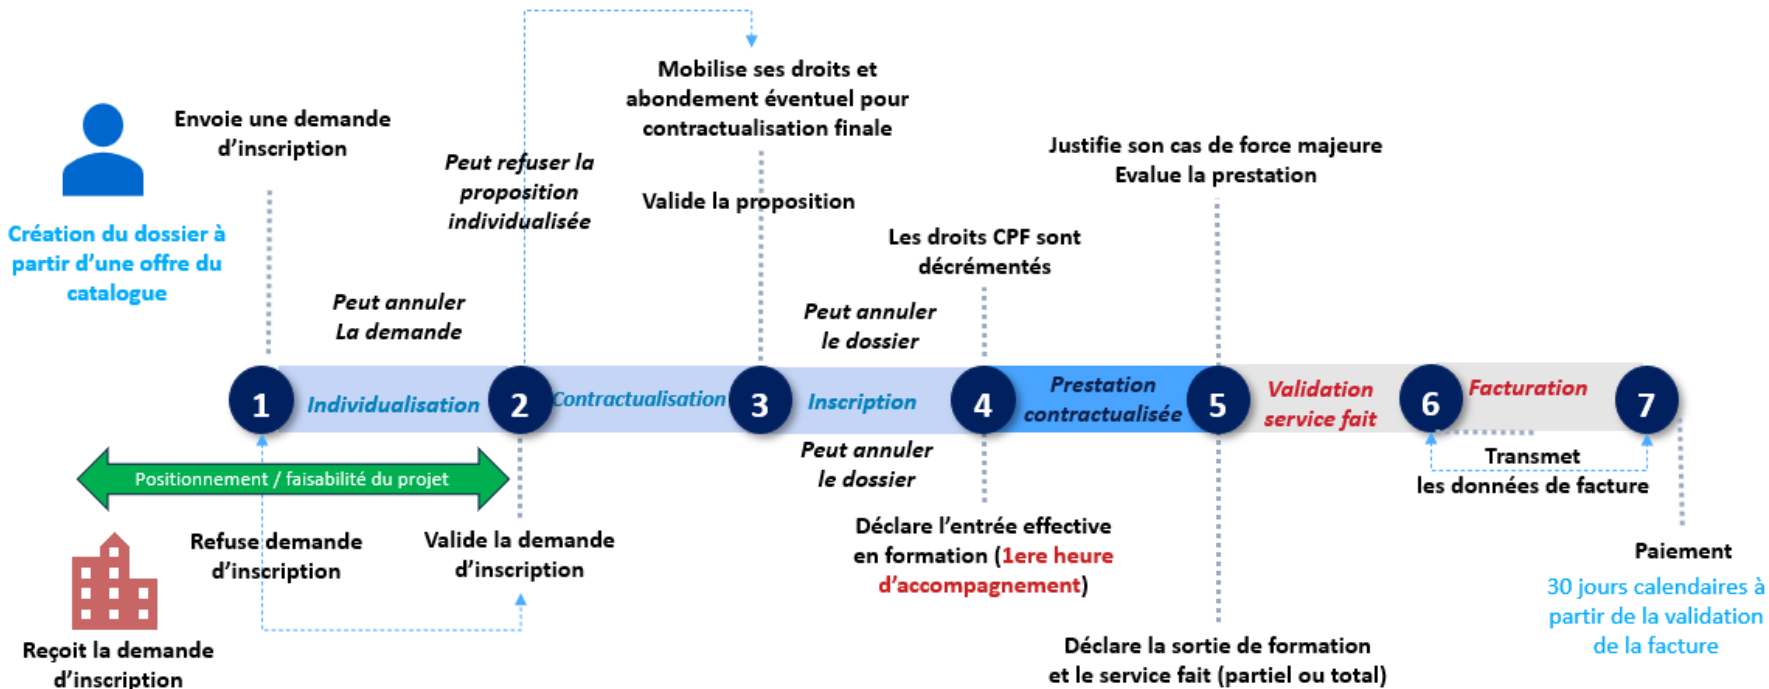 Envoie une demande
d’inscription
Création du dossier à
partir d’une offre du
catalogue
Peut annuler
La demande
Peut refuser la
proposition
individualisée
Mobilise ses droits et
abondement éventuel pour
contractualisation finale
Valide la proposition
Peut annuler
le dossier
Les droits CPF sont
décrémentés
Justifie son cas de force majeure
Evalue la prestation
1
Individualisation
2
Contractualisation
3
Inscription
4
Prestation
contractualisée
5
Validation
service fait
6
Facturation
7
Positionnement / faisabilité du projet
Reçoit la demande
d’inscription
Refuse demande
d’inscription
Valide la demande
d’inscription
Peut annuler
le dossier
Déclare l’entrée effective
en formation (1ere heure
d’accompagnement)
Déclare la sortie de formation
et le service fait (partiel ou total)
Transmet
les données de facture
Paiement
30 jours calendaires à
partir de la validation
de la facture